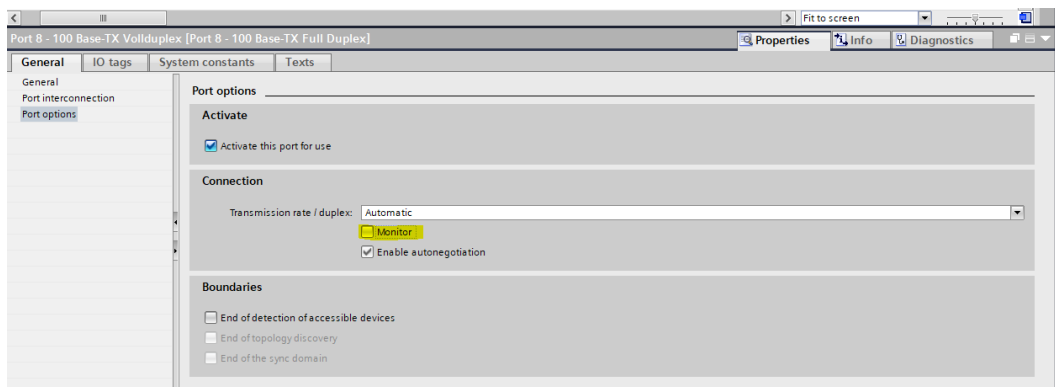 Fit to screen
Port 8 - 100 Base-TX Vollduplex [Port 8 - 100 Base-TX Full Duplex]
Properties Info Diagnostics
General IO tags System constants Texts
General
Port interconnection
Port options
Port options
Activate
Activate this port for use
Connection
Transmission rate / duplex: Automatic
Monitor
Enable autonegotiation
Boundaries
End of detection of accessible devices
End of topology discovery
End of the sync domain